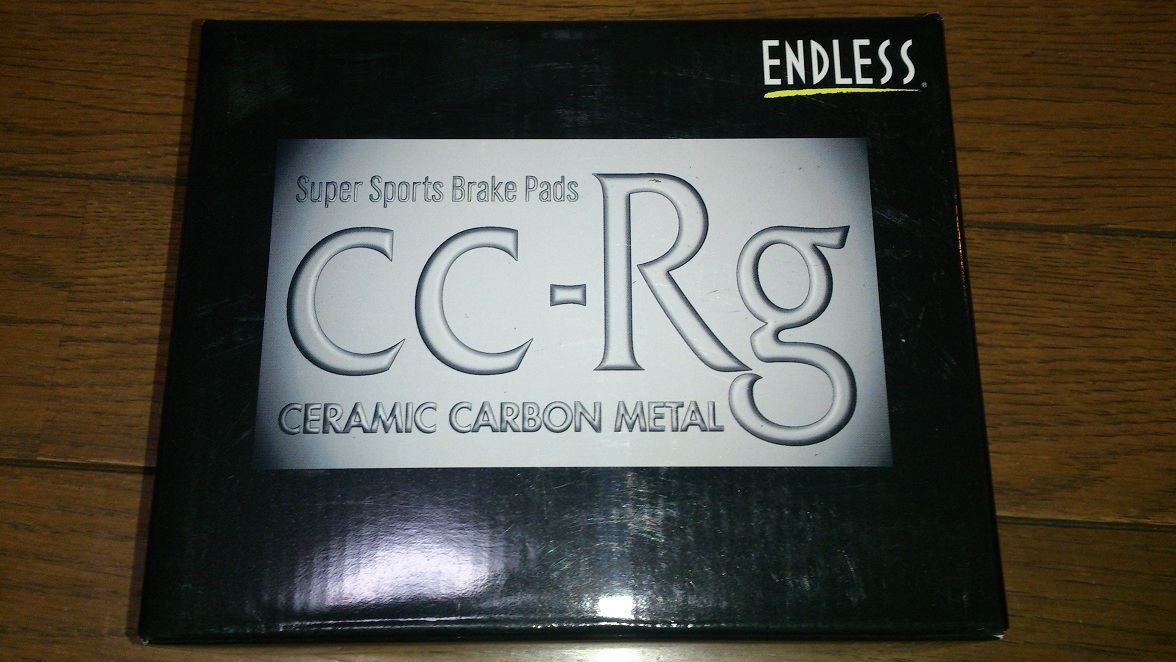 ENDLESS
Super Sports Brake Pads
CC-Rg
CERAMIC CARBON METAL